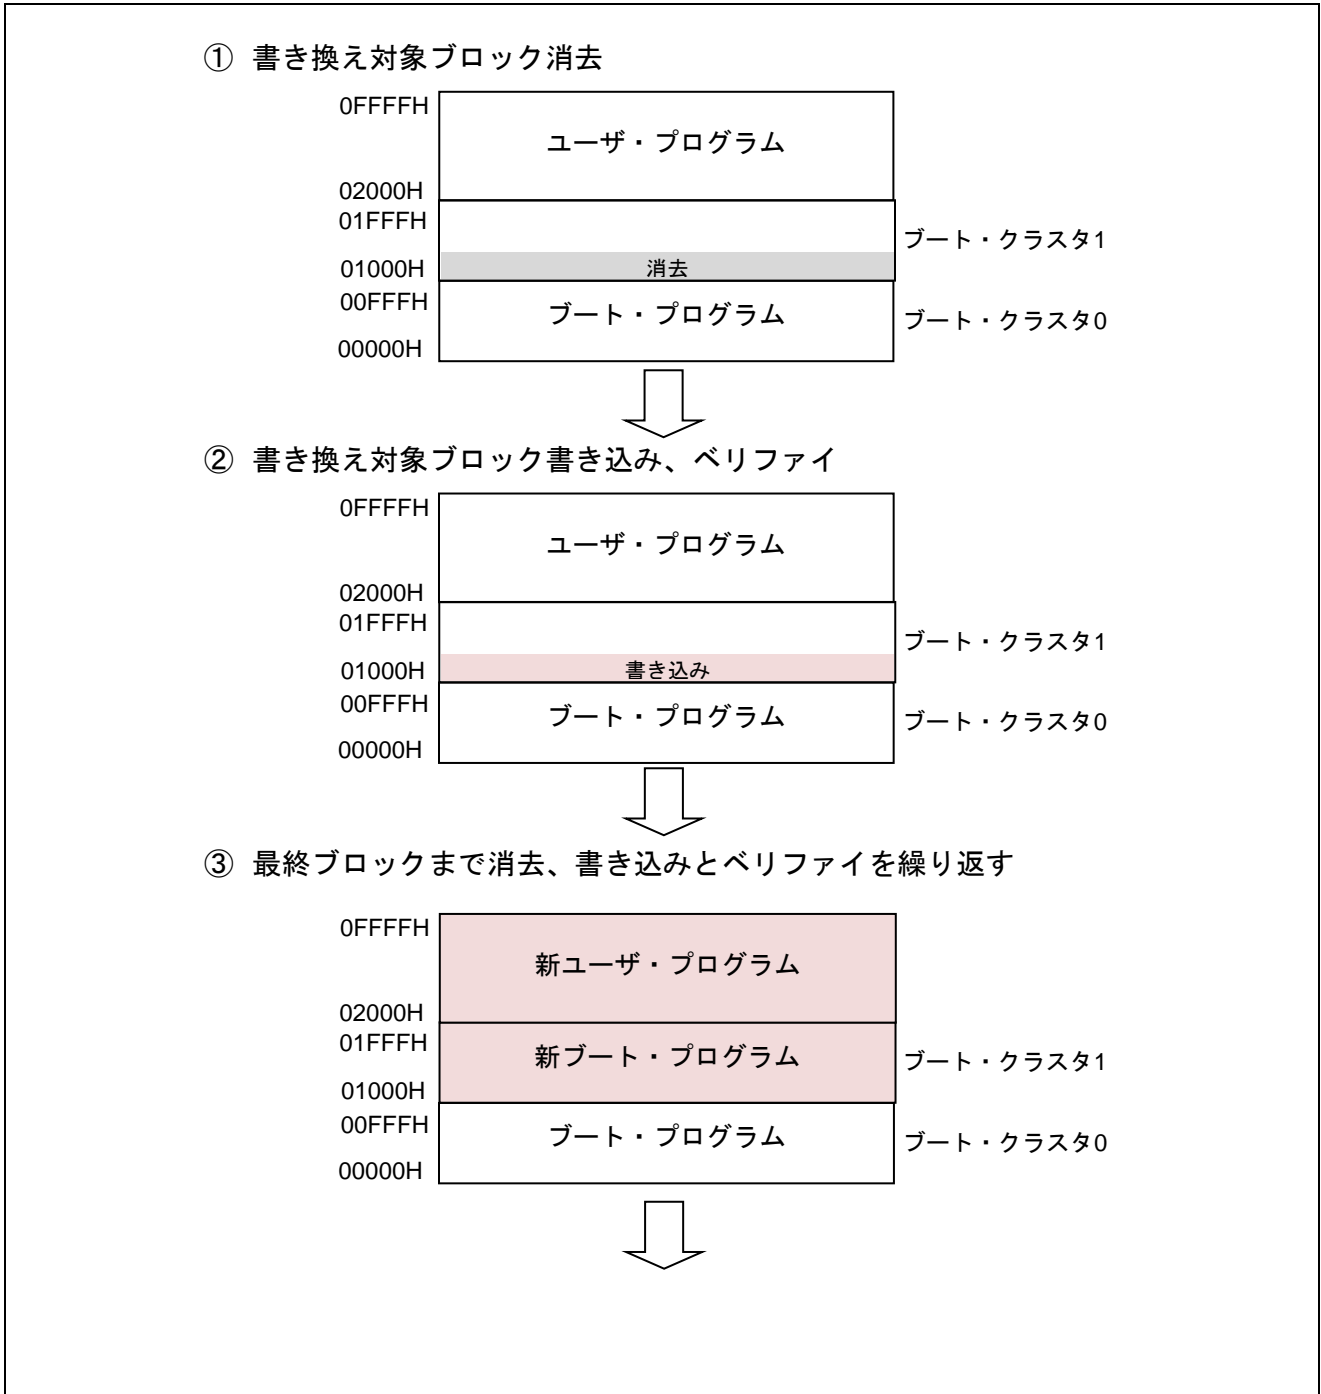 ① 書き換え対象ブロック消去
0FFFFH
ユーザ・プログラム
02000H
01FFFH
ブート・クラスタ1
01000H
消去
00FFFH
ブート・プログラム
ブート・クラスタ0
00000H
② 書き換え対象ブロック書き込み、ベリファイ
0FFFFH
ユーザ・プログラム
02000H
01FFFH
ブート・クラスタ1
01000H
書き込み
00FFFH
ブート・プログラム
ブート・クラスタ0
00000H
③ 最終ブロックまで消去、書き込みとベリファイを繰り返す
0FFFFH
新ユーザ・プログラム
02000H
01FFFH
新ブート・プログラム
ブート・クラスタ1
01000H
00FFFH
ブート・プログラム
ブート・クラスタ0
00000H